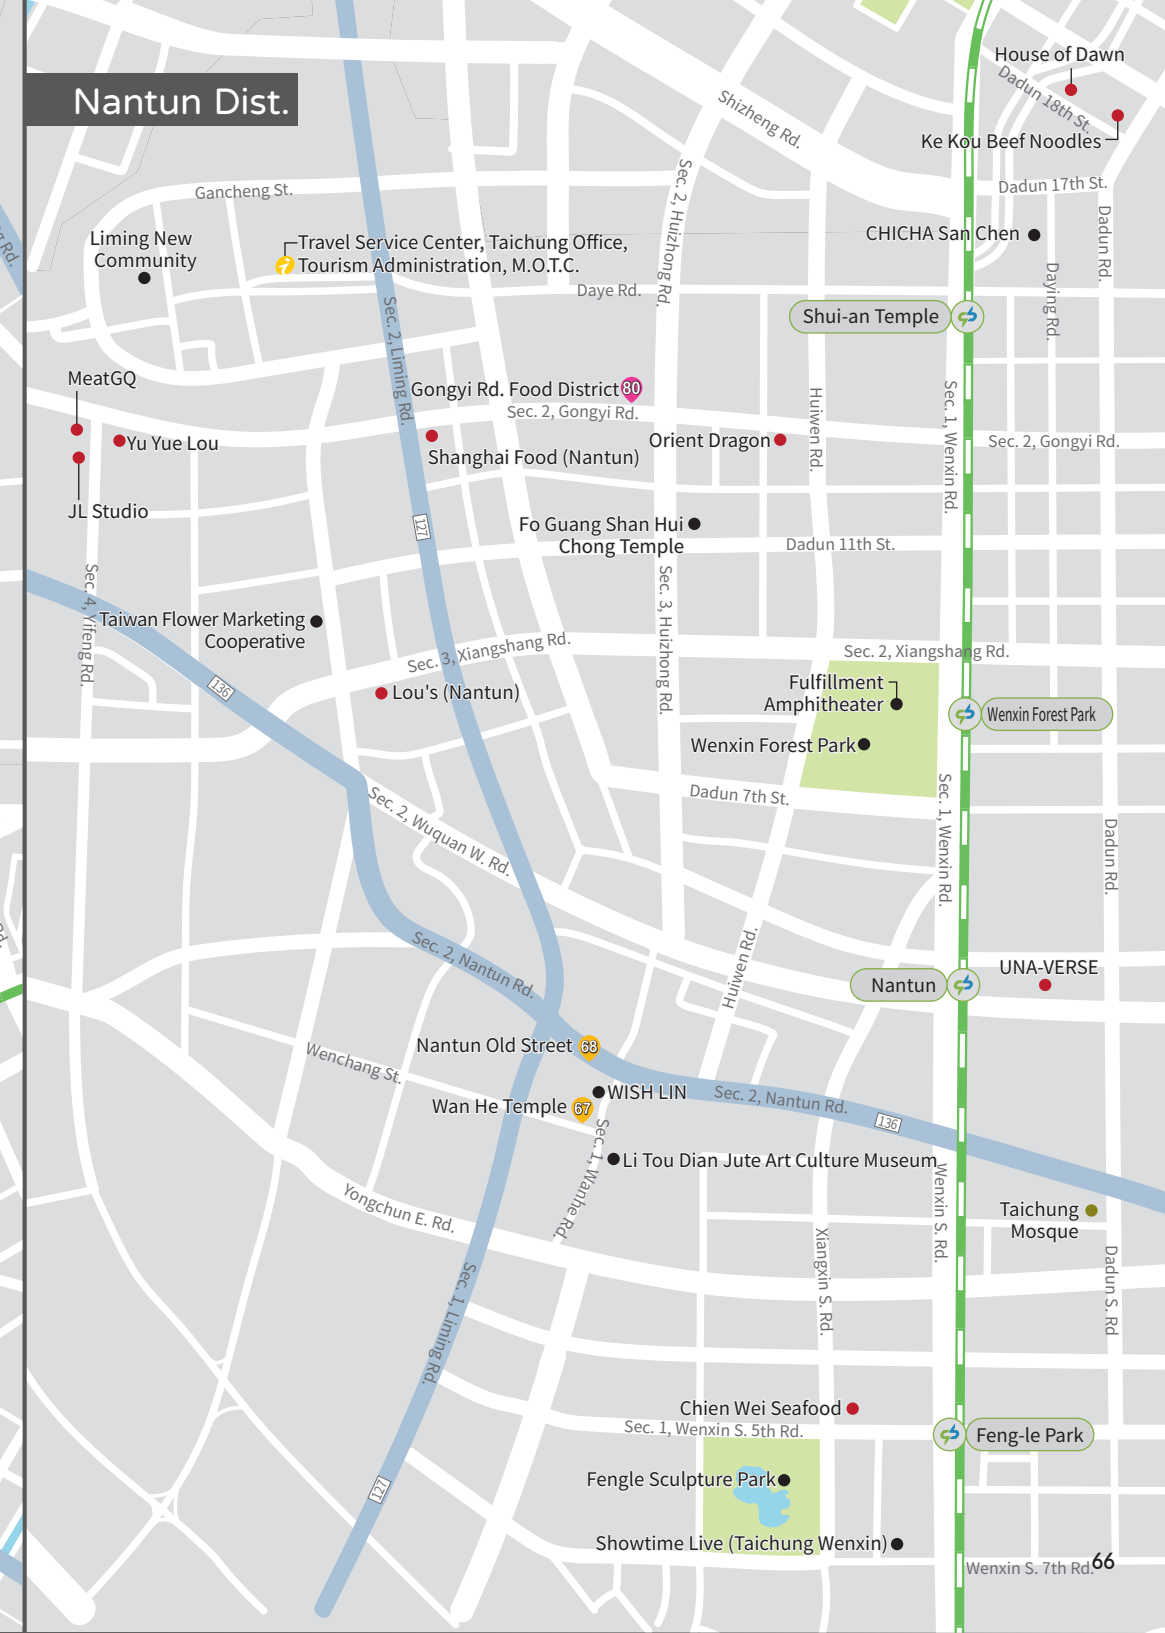 Nantun Dist.
House of Dawn
Dadun 18th St.
Ke Kou Beef Noodles
Shizheng Rd.
Gancheng St.
Sec. 2, Huizhong Rd.
Dadun 17th St.
Dadun Rd.
CHICHA San Chen
Liming New
Community
Travel Service Center, Taichung Office,
Tourism Administration, M.O.T.C.
Daye Rd.
Daying Rd.
Shui-an Temple
Sec. 2, Liming Rd.
MeatGQ
Gongyi Rd. Food District
80
Sec. 2, Gongyi Rd.
Huiwen Rd.
Sec. 1, Wenxin Rd.
Yu Yue Lou
Shanghai Food (Nantun)
Orient Dragon
Sec. 2, Gongyi Rd.
JL Studio
127
Fo Guang Shan Hui
Chong Temple
Dadun 11th St.
Sec. 4, Yifeng Rd.
Taiwan Flower Marketing
Cooperative
Sec. 3, Huizhong Rd.
Sec. 3, Xiangshang Rd.
Sec. 2, Xiangshang Rd.
136
Lou's (Nantun)
Fulfillment
Amphitheater
Wenxin Forest Park
Wenxin Forest Park
Sec. 2, Wuquan W. Rd.
Dadun 7th St.
Sec. 1, Wenxin Rd.
Dadun Rd.
Rd.
Sec. 2, Nantun Rd.
Huiwen Rd.
UNA-VERSE
Nantun
Nantun Old Street
68
Wenchang St.
WISH LIN
Wan He Temple
67
Sec. 2, Nantun Rd.
136
Sec. 1, Wanhe Rd.
Li Tou Dian Jute Art Culture Museum
Wenxin S. Rd.
Yongchun E. Rd.
Taichung
Mosque
Xiangxin S. Rd.
Dadun S. Rd
Sec. 1, Liming Rd.
Chien Wei Seafood
Sec. 1, Wenxin S. 5th Rd.
Feng-le Park
127
Fengle Sculpture Park
Showtime Live (Taichung Wenxin)
Wenxin S. 7th Rd.
66